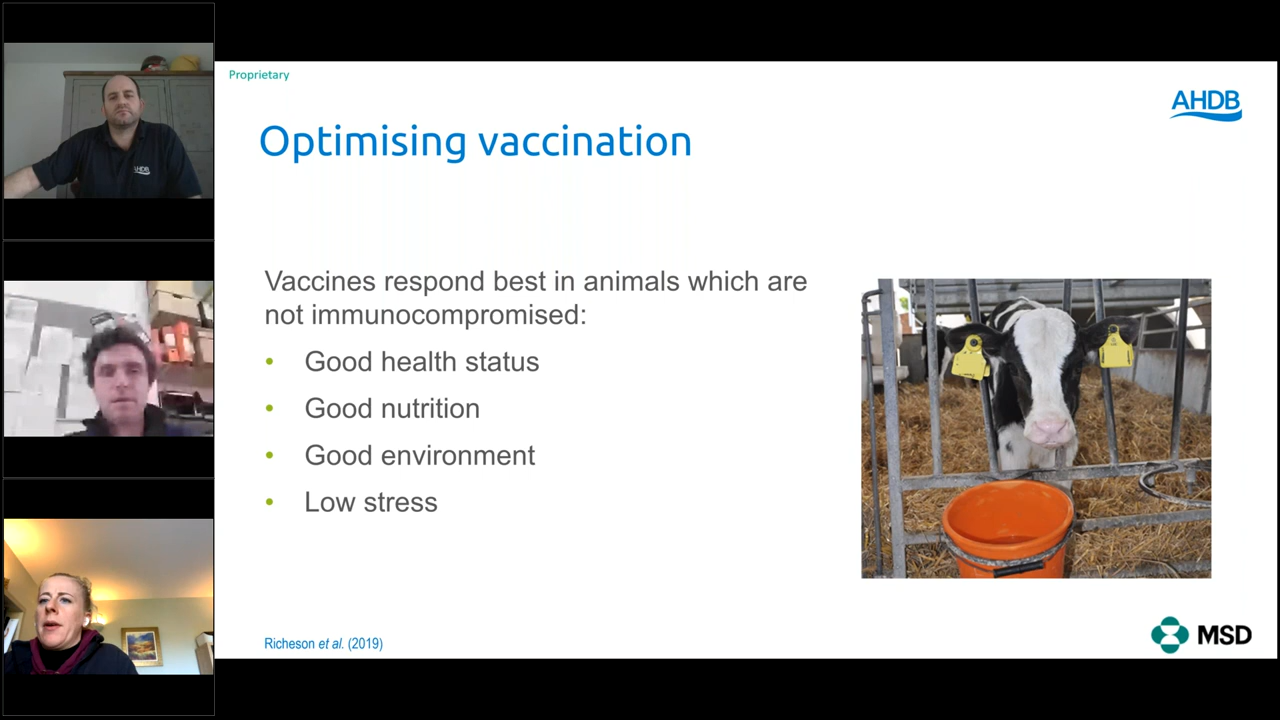 Proprietary
AHDB
Optimising vaccination
Vaccines respond best in animals which are
not immunocompromised:
• Good health status
• Good nutrition
• Good environment
• Low stress
Richeson et al. (2019)
MSD
AHDB